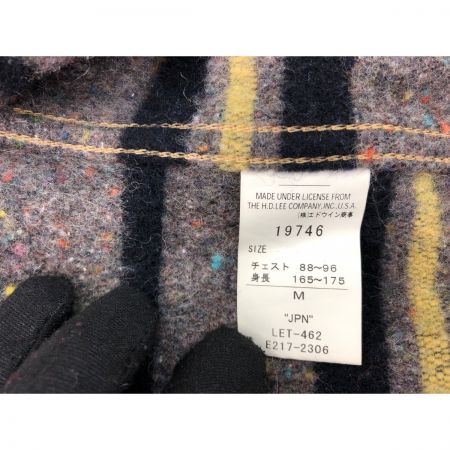 MADE UNDER LICENSE FROM
THE H.D.LEE COMPANY,INC.,U.S.A.
(株)エドウイン商事
19746
SIZE
チェスト 88~96
身長 165~175
M
"JPN"
LET-462
E217-2306